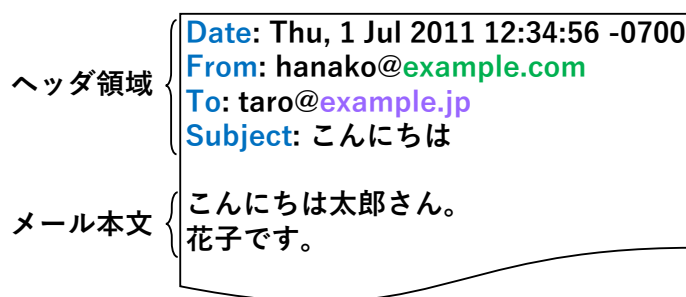 ヘッダ領域
Date: Thu, 1 Jul 2011 12:34:56 -0700
From: hanako@example.com
To: taro@example.jp
Subject: こんにちは
メール本文
こんにちは太郎さん。
花子です。